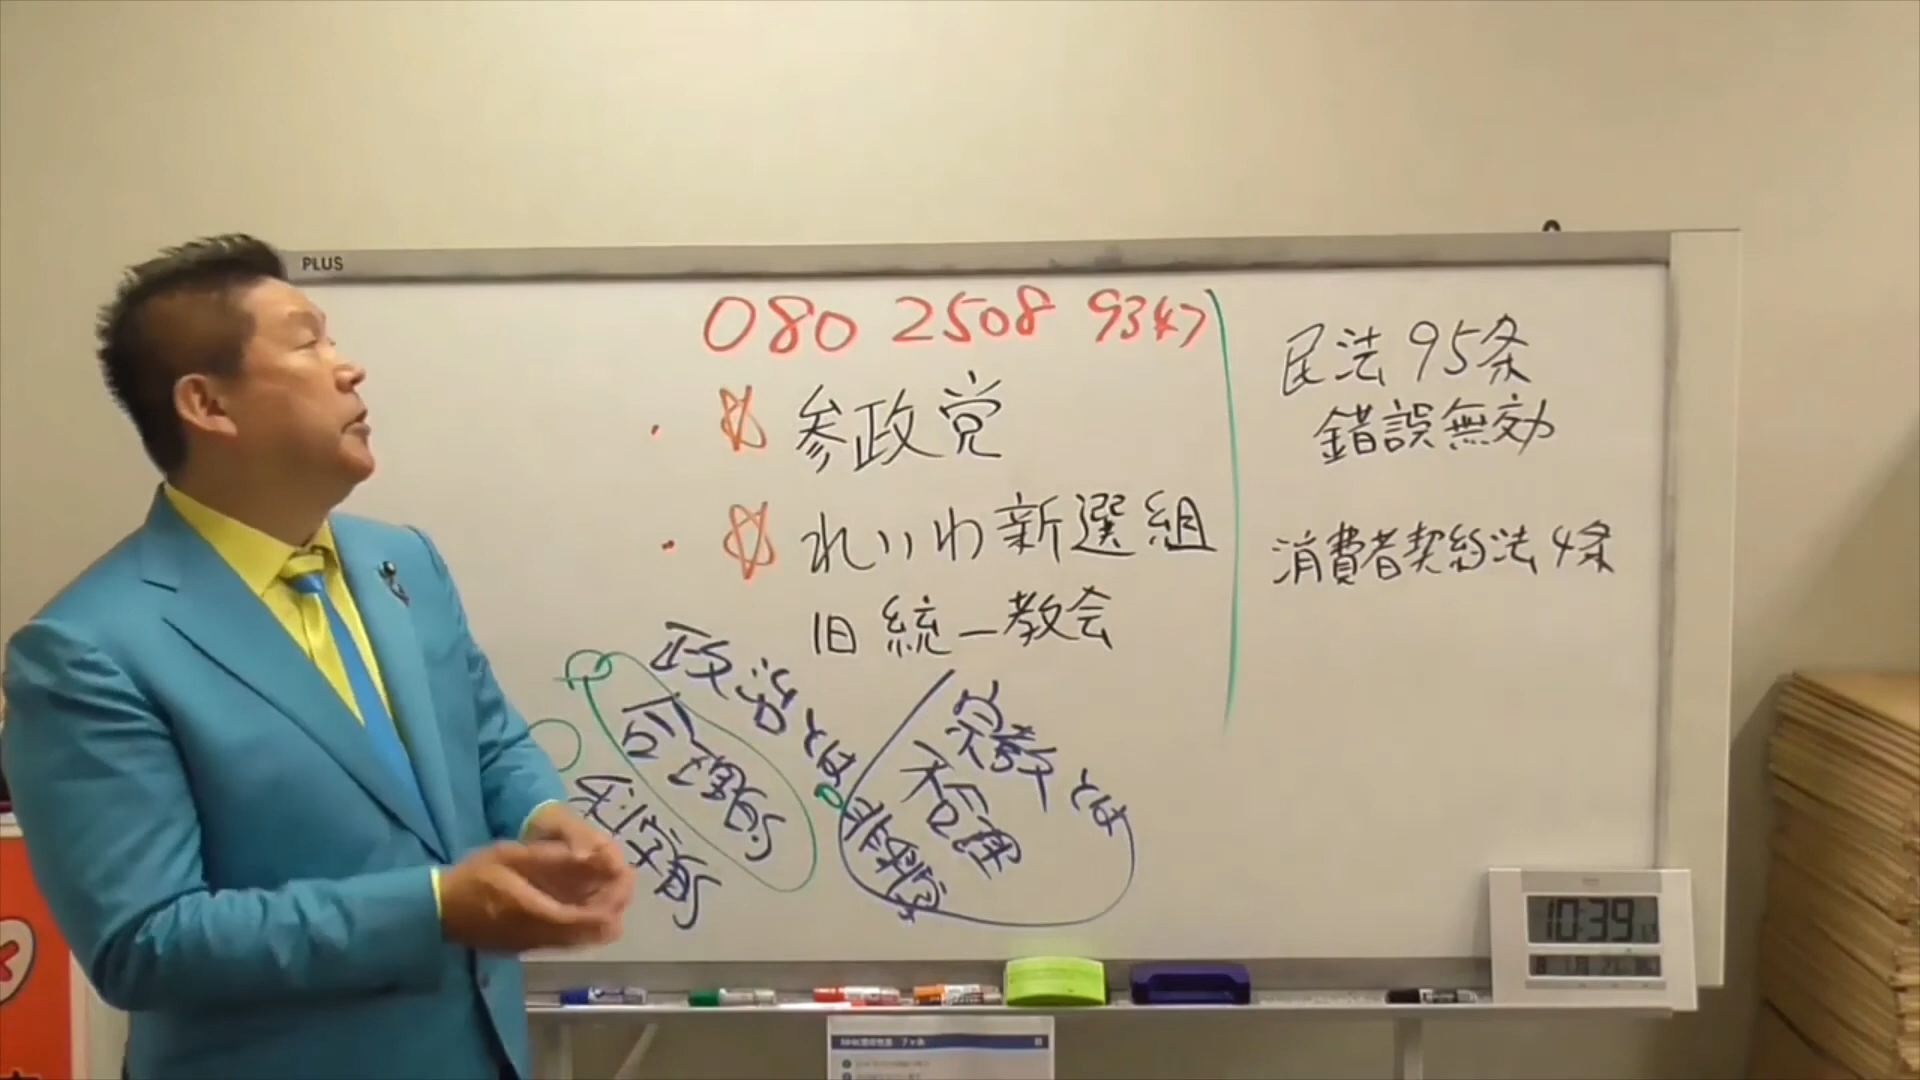 PLUS
080 2508 9347
・☆参政党
・☆れいわ新選組
旧統一教会
政治とは
合理的
科学的
宗教とは
不合理
非科学
民法95条
錯誤無効
消費者契約法4条
10:39